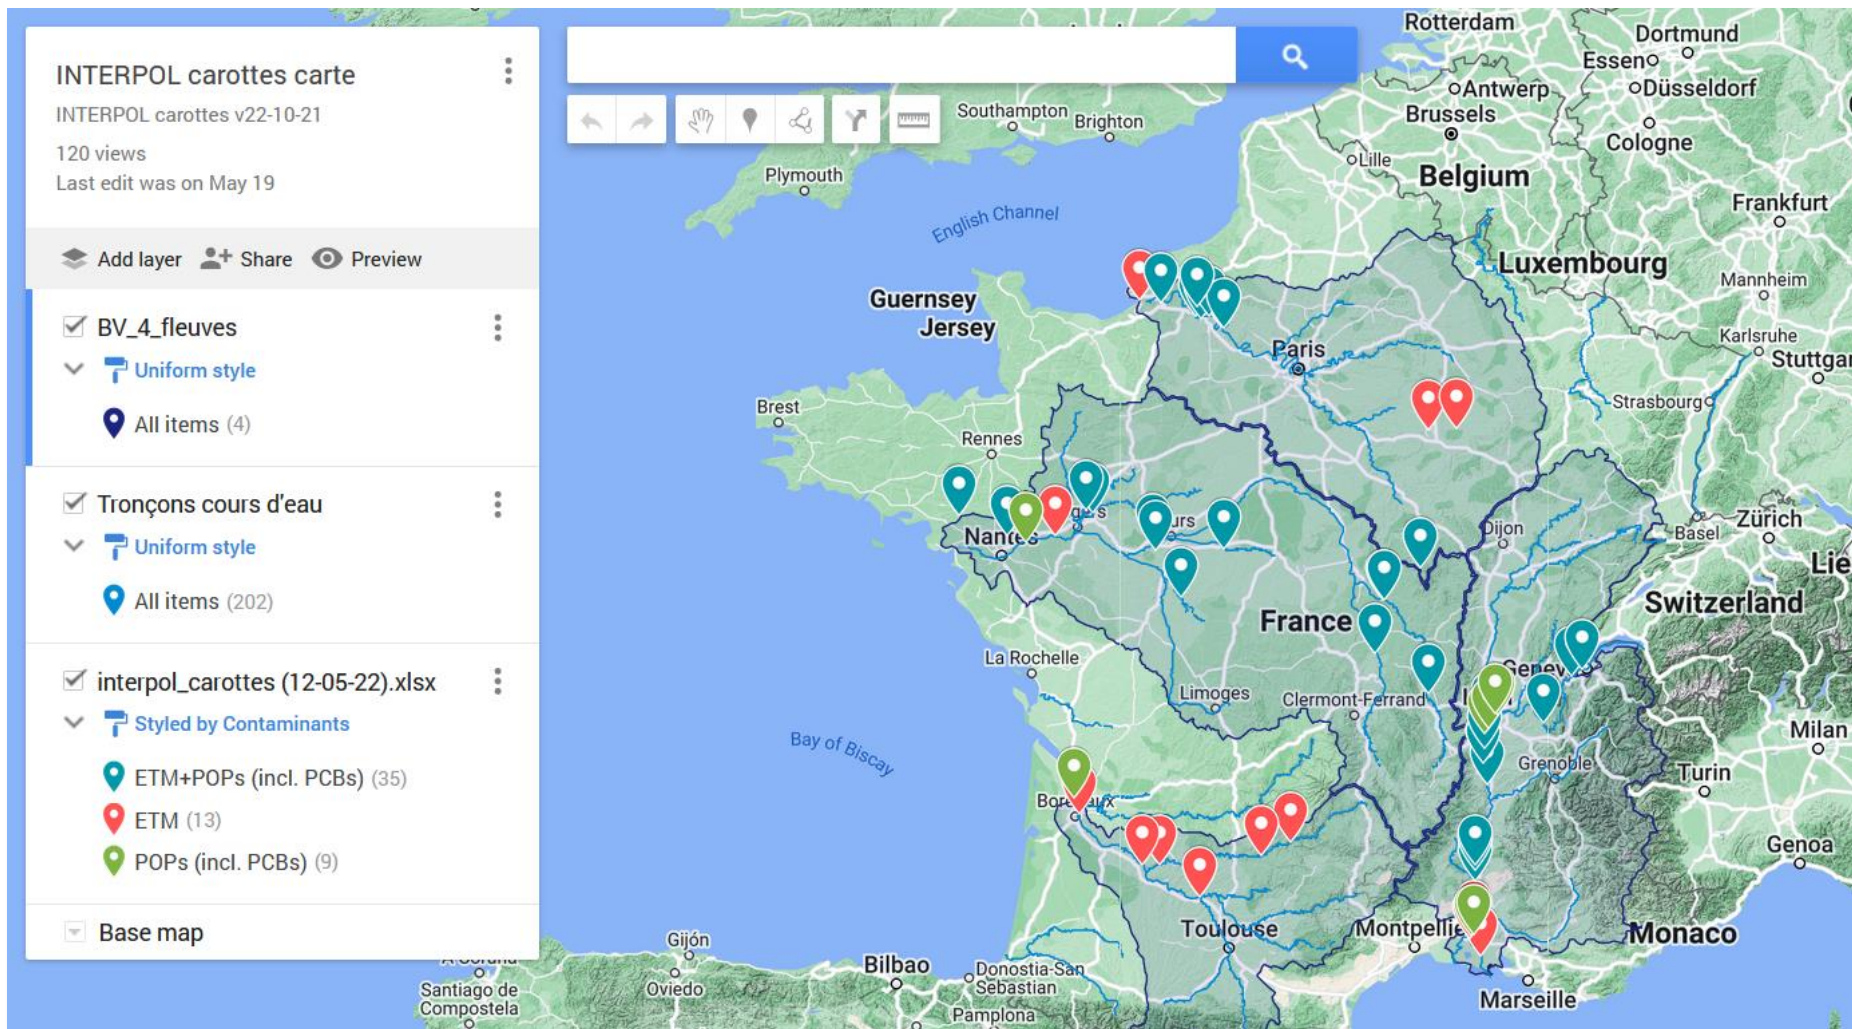 INTERPOL carottes carte
INTERPOL carottes v22-10-21
120 views
Last edit was on May 19
Add layer
Share
Preview
BV_4_fleuves
Uniform style
All items (4)
Tronçons cours d'eau
Uniform style
All items (202)
interpol_carottes (12-05-22).xlsx
Styled by Contaminants
ETM+POPs (incl. PCBs) (35)
ETM (13)
POPs (incl. PCBs) (9)
Base map
Rotterdam
Dortmund
Essen
Antwerp
Düsseldorf
Southampton
Brighton
Brussels
Cologne
Lille
Plymouth
Belgium
Frankfurt
English Channel
Luxembourg
Mannheim
Guernsey
Jersey
Karlsruhe
Paris
Stuttgar
Brest
Strasbourg
Rennes
Zürich
Dijon
Basel
Nantes
Lie
Switzerland
France
La Rochelle
Genev
Limoges
Clermont-Ferrand
Milan
Bay of Biscay
Grenoble
Turin
Genoa
Toulouse
Montpellie
Monaco
Gijón
Bilbao
Donostia-San
Sebastian
Santiago de
Compostela
Oviedo
Marseille
Pamplona